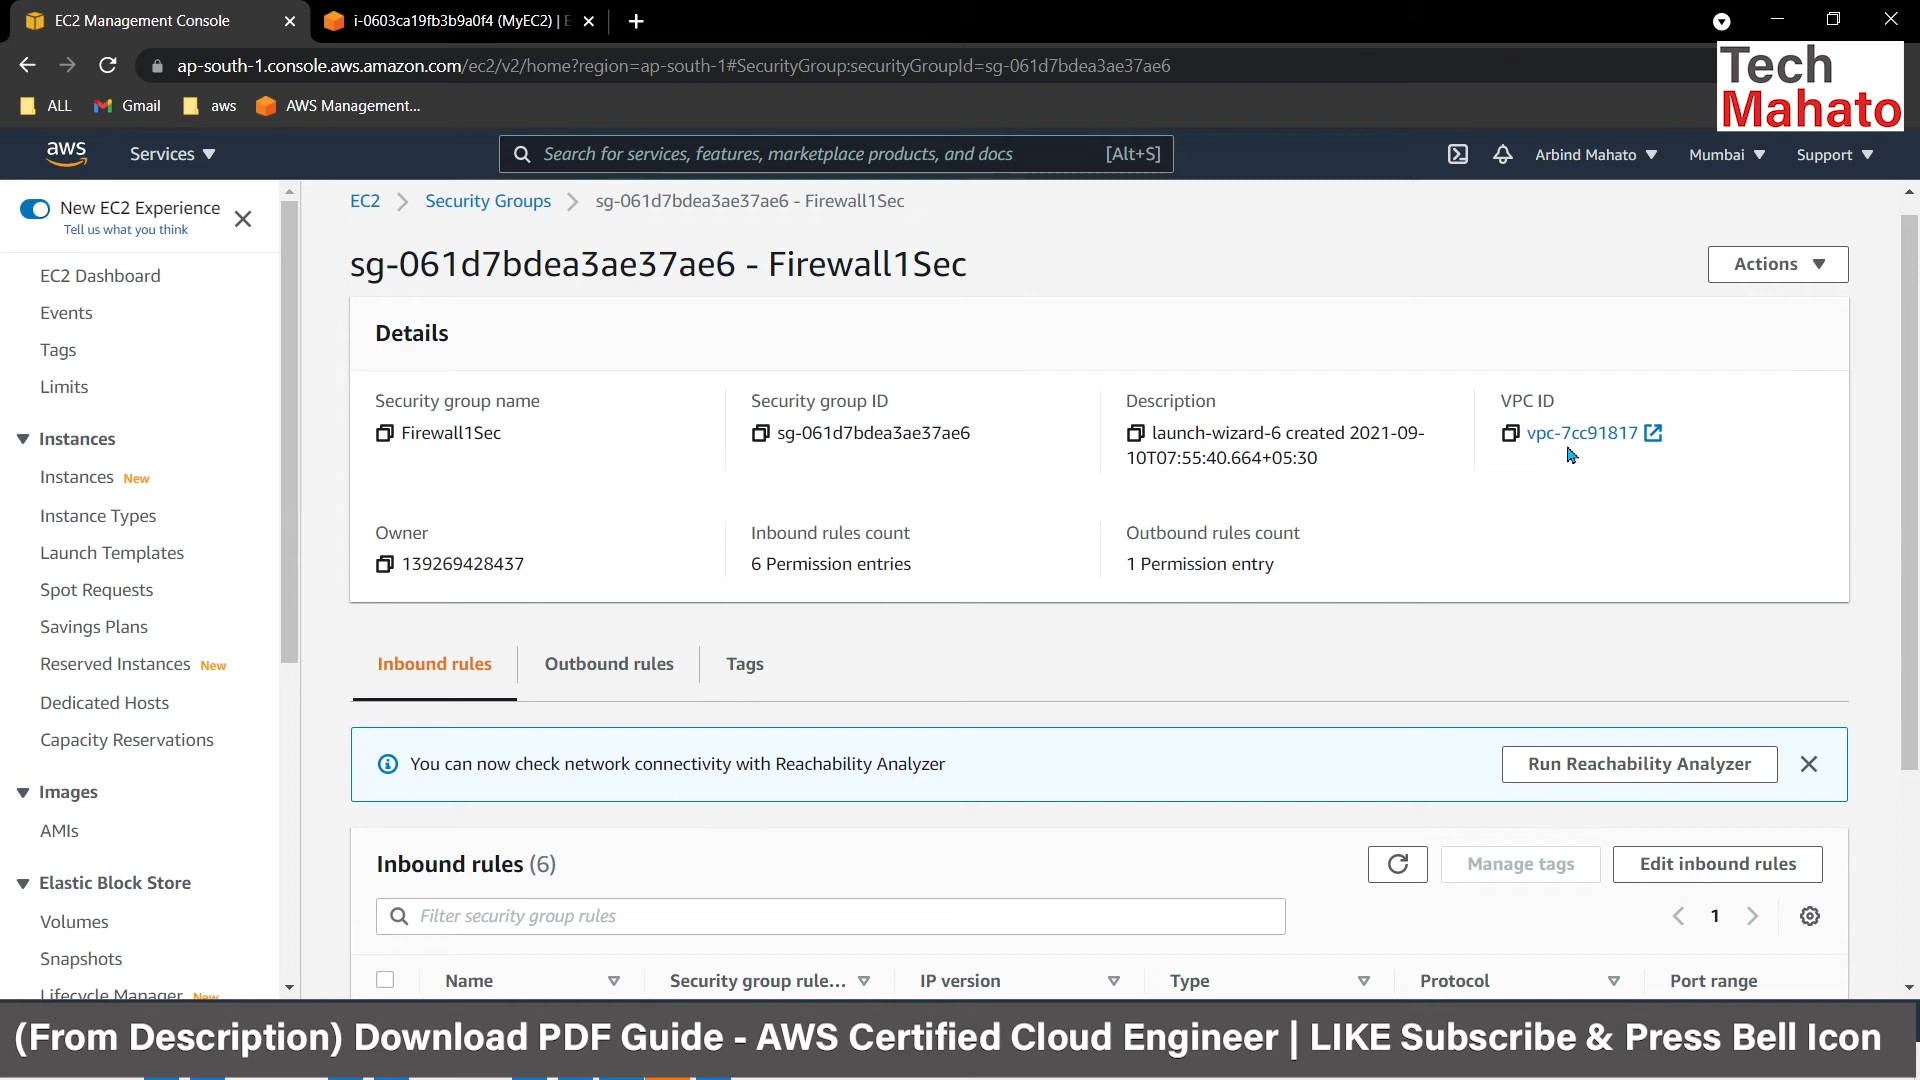 EC2 Management Console
i-0603ca19fb3b9a0f4 (MyEC2) | E
ap-south-1.console.aws.amazon.com/ec2/v2/home?region=ap-south-1#SecurityGroup:securityGroupId=sg-061d7bdea3ae37ae6
Tech
Mahato
ALL
Gmail
aws
AWS Management...
aws
Services
Search for services, features, marketplace products, and docs
[Alt+S]
Arbind Mahato
Mumbai
Support
New EC2 Experience
Tell us what you think
EC2 Dashboard
Events
Tags
Limits
Instances
Instances New
Instance Types
Launch Templates
Spot Requests
Savings Plans
Reserved Instances New
Dedicated Hosts
Capacity Reservations
Images
AMIs
Elastic Block Store
Volumes
Snapshots
Lifecycle Manager New
EC2 > Security Groups > sg-061d7bdea3ae37ae6 - Firewall1Sec
sg-061d7bdea3ae37ae6 - Firewall1Sec
Actions
Details
Security group name
Firewall1Sec
Security group ID
sg-061d7bdea3ae37ae6
Description
launch-wizard-6 created 2021-09-
10T07:55:40.664+05:30
VPC ID
vpc-7cc91817
Owner
139269428437
Inbound rules count
6 Permission entries
Outbound rules count
1 Permission entry
Inbound rules
Outbound rules
Tags
You can now check network connectivity with Reachability Analyzer
Run Reachability Analyzer
Inbound rules (6)
Manage tags
Edit inbound rules
Filter security group rules
1
Name
Security group rule...
IP version
Type
Protocol
Port range
(From Description) Download PDF Guide - AWS Certified Cloud Engineer | LIKE Subscribe & Press Bell Icon